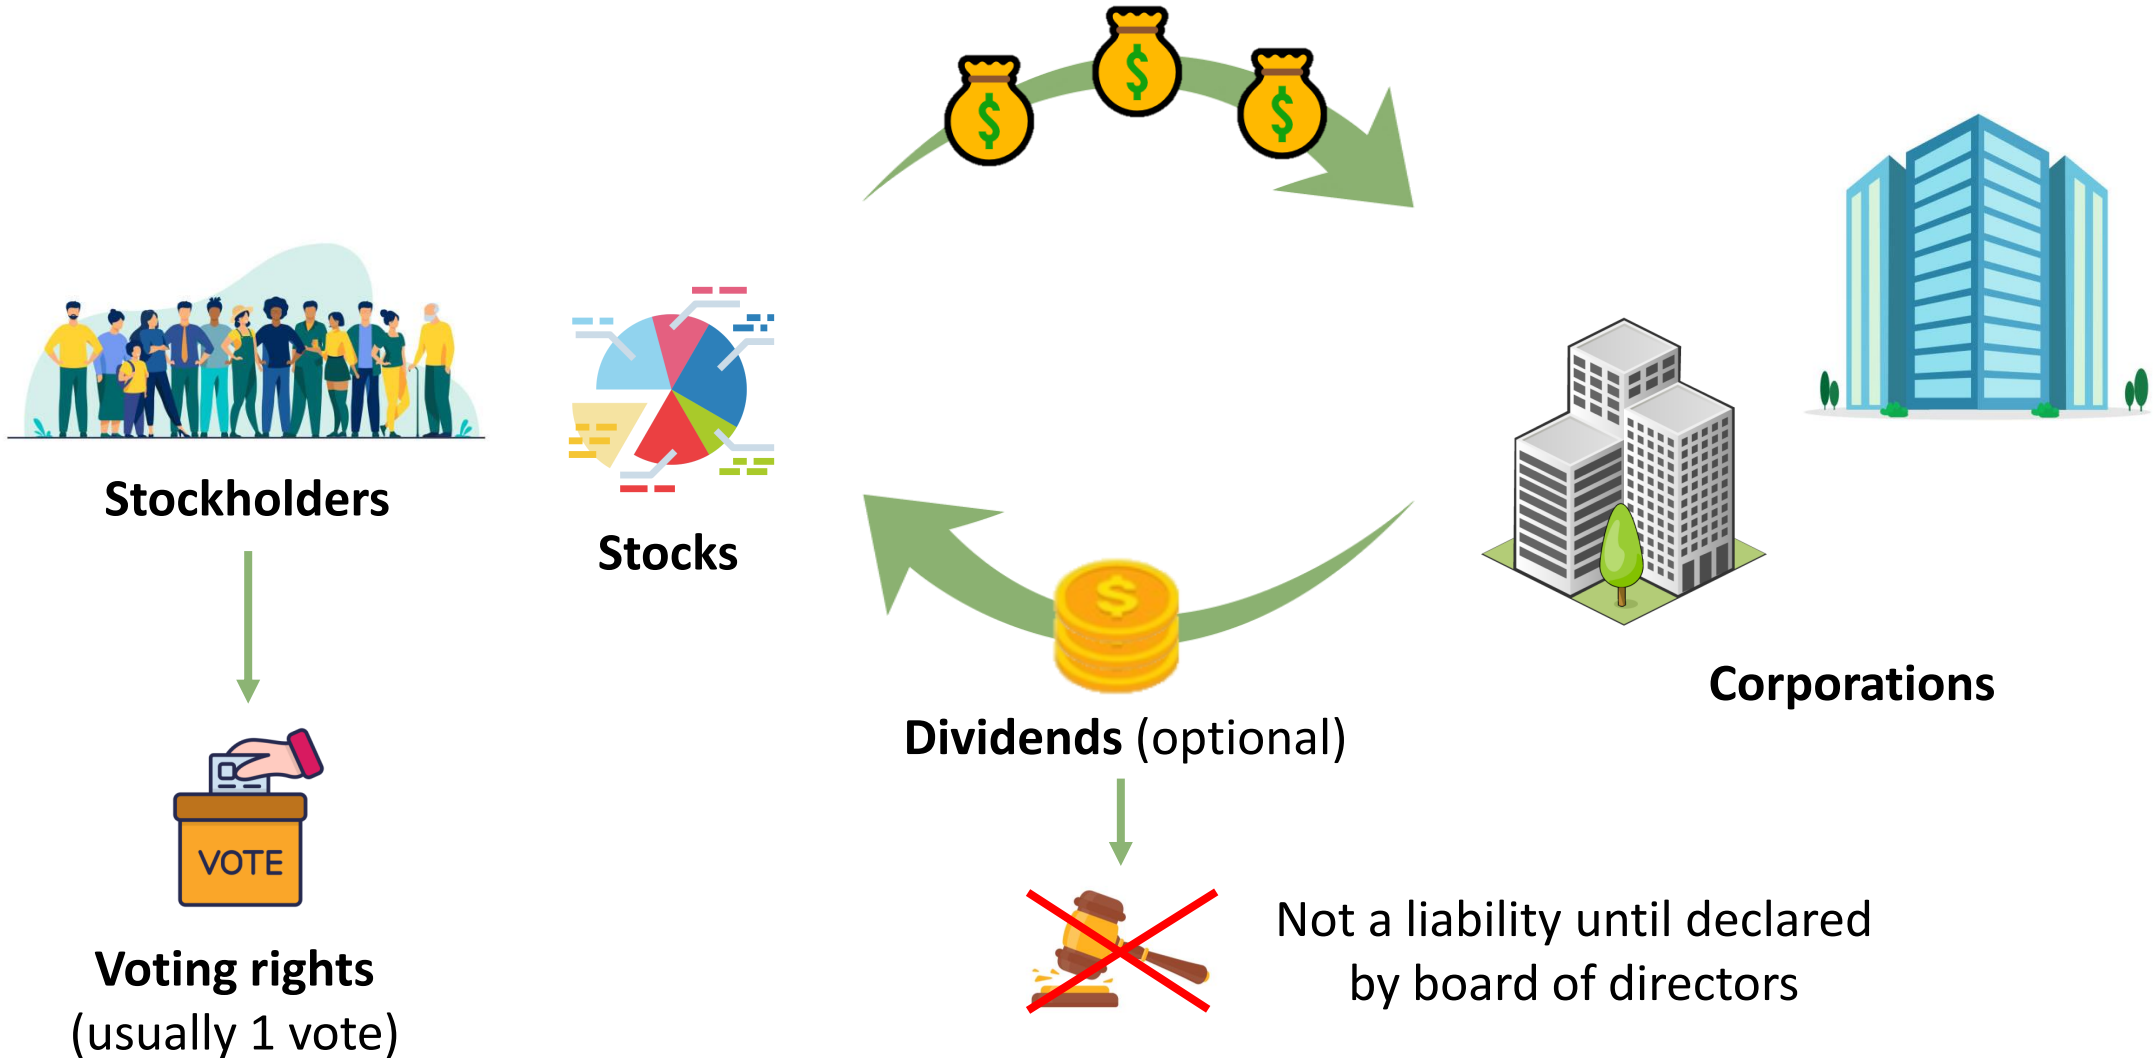 $ $ $
Stockholders
Stocks
$
Corporations
Dividends (optional)
VOTE
Not a liability until declared
by board of directors
Voting rights
(usually 1 vote)